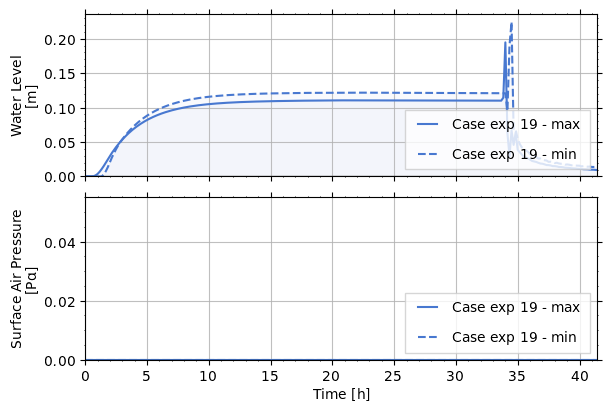 0.20
0.15
0.10
0.05
0.00
Water Level
[m]
Case exp 19 - max
Case exp 19 - min
0.04
0.02
0.00
Surface Air Pressure
[Pa]
Case exp 19 - max
Case exp 19 - min
0 5 10 15 20 25 30 35 40
Time [h]